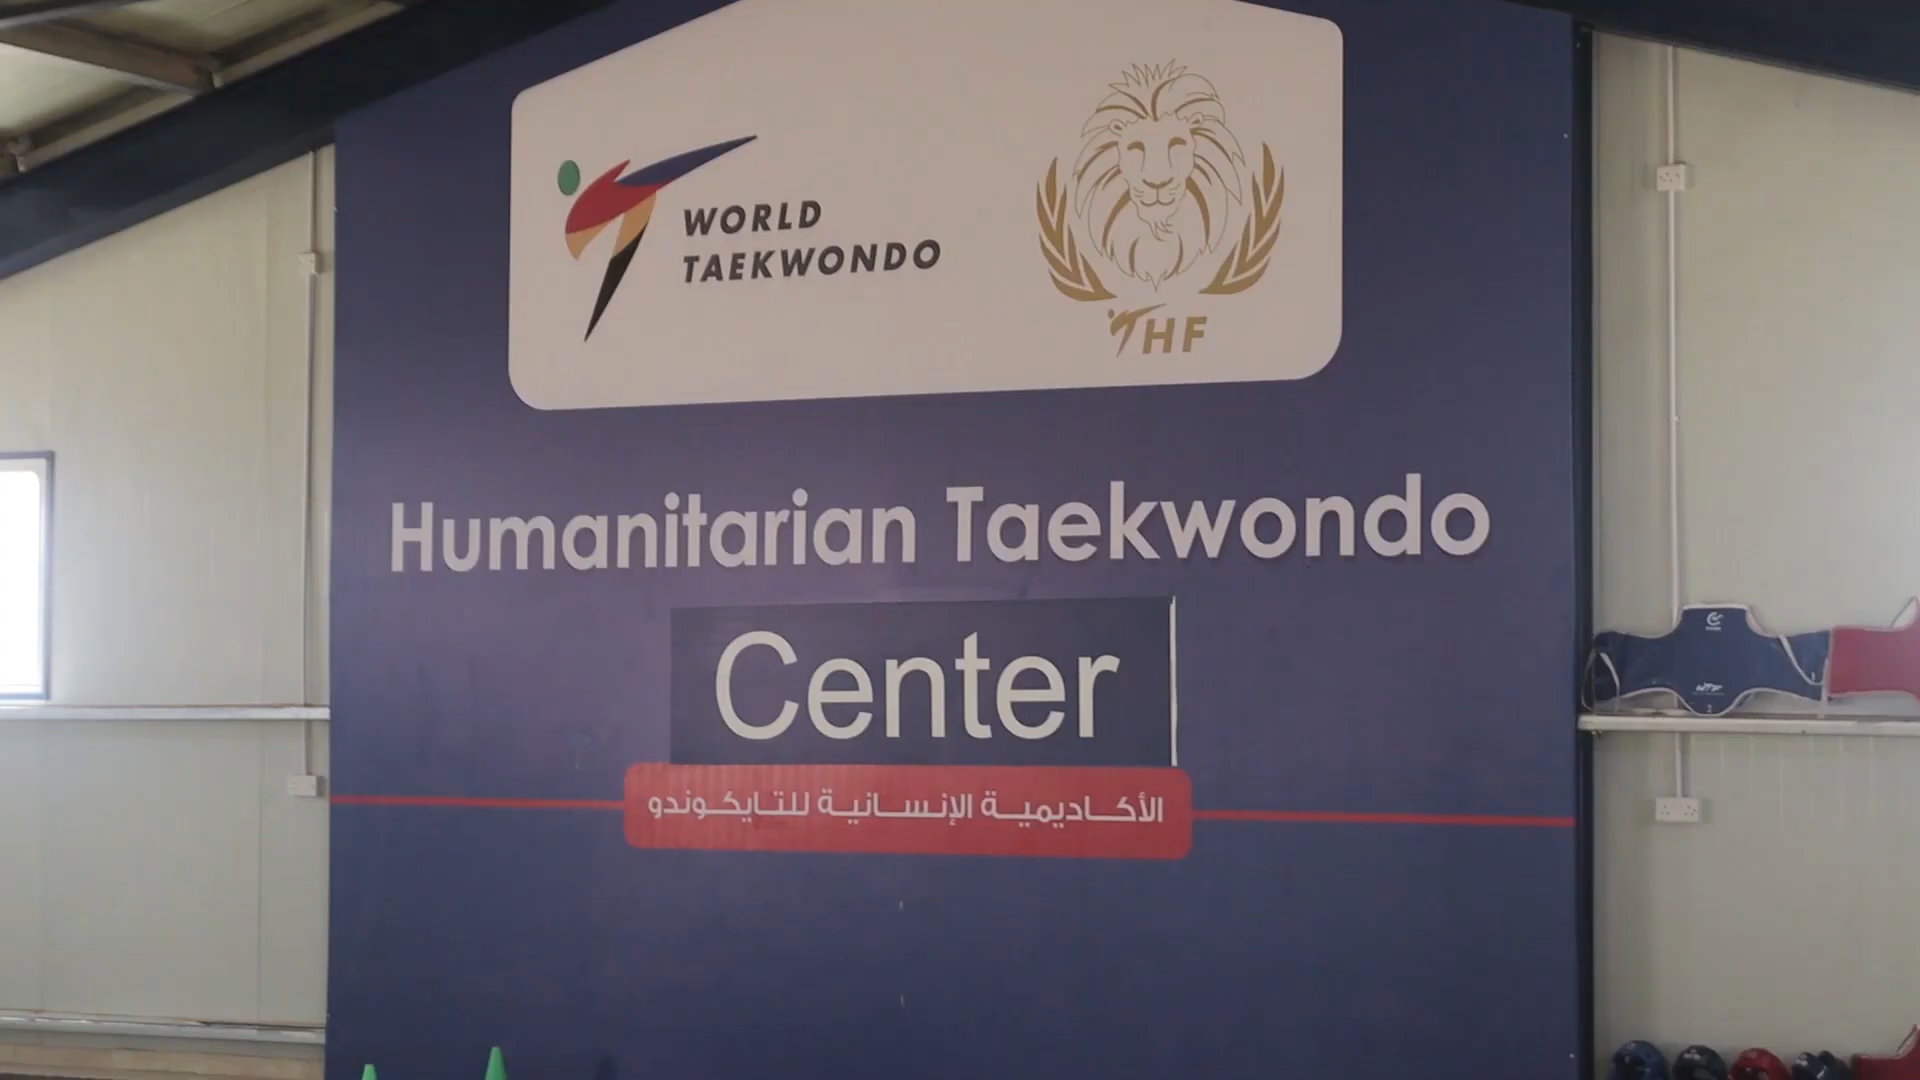 WORLD
TAEKWONDO
THF
Humanitarian Taekwondo
Center
الأكاديمية الإنسانية للتايكوندو